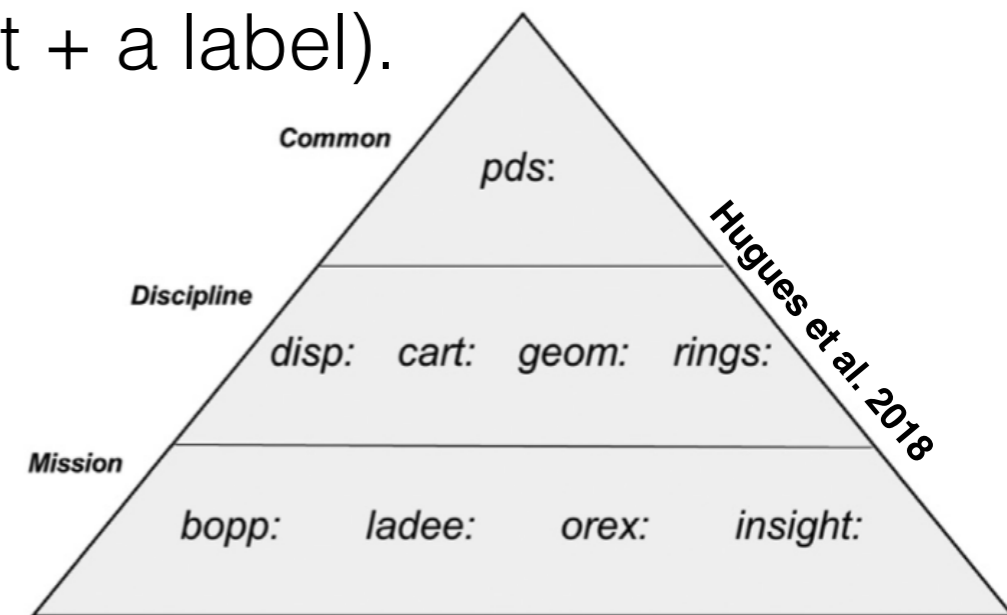 t + a label).
Common
pds:
Hugues et al. 2018
Discipline
disp: cart: geom: rings:
Mission
bopp: ladee: orex: insight: